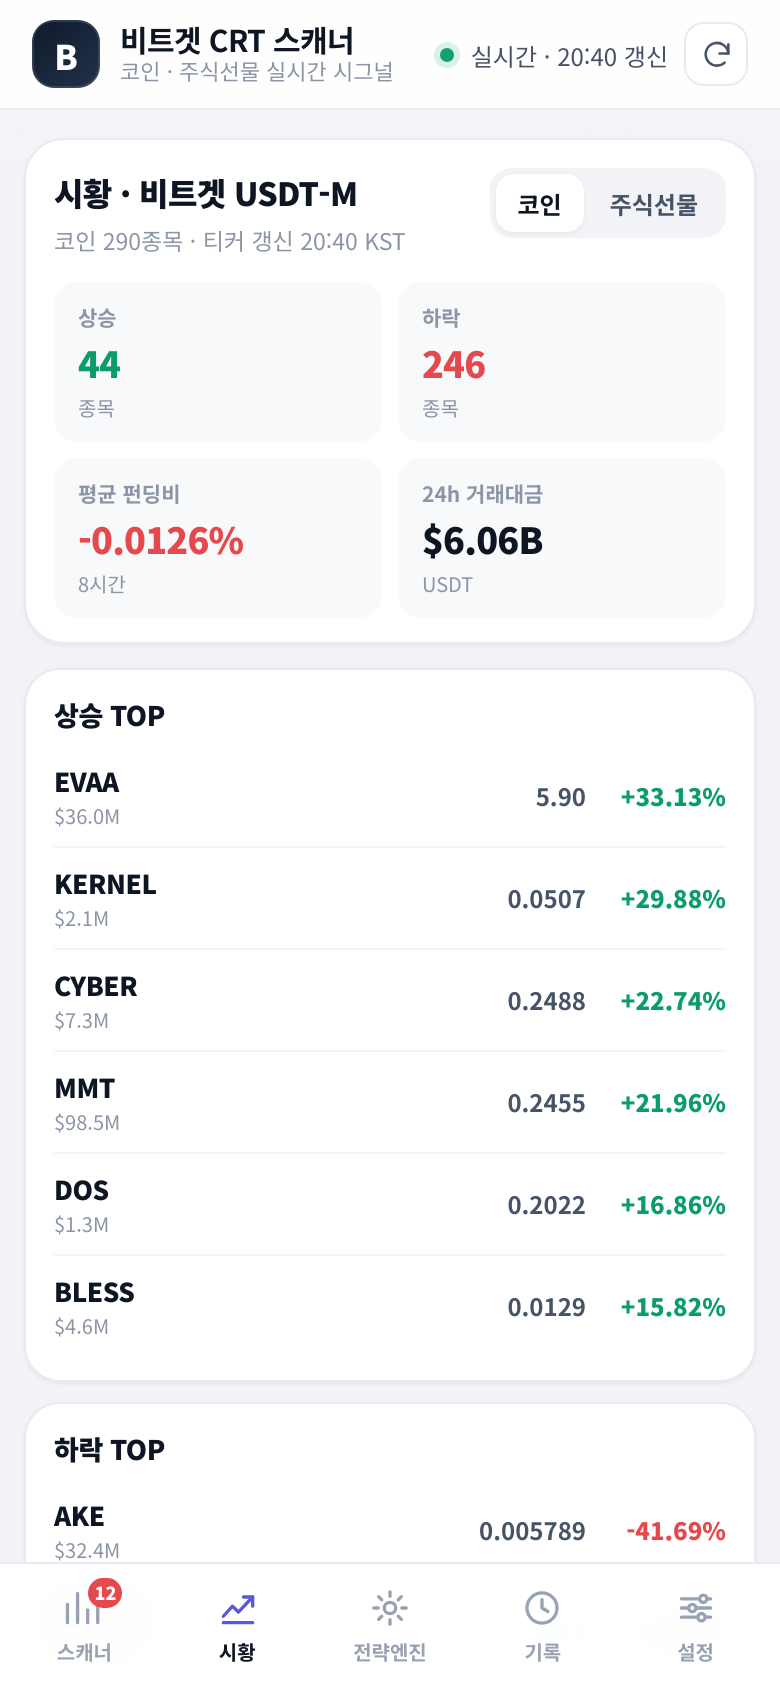 B
비트겟 CRT 스캐너
코인 · 주식선물 실시간 시그널
실시간 · 20:40 갱신
시황 · 비트겟 USDT-M
코인 290종목 · 티커 갱신 20:40 KST
코인
주식선물
상승
44
종목
하락
246
종목
평균 펀딩비
-0.0126%
8시간
24h 거래대금
$6.06B
USDT
상승 TOP
EVAA
$36.0M
5.90 +33.13%
KERNEL
$2.1M
0.0507 +29.88%
CYBER
$7.3M
0.2488 +22.74%
MMT
$98.5M
0.2455 +21.96%
DOS
$1.3M
0.2022 +16.86%
BLESS
$4.6M
0.0129 +15.82%
하락 TOP
AKE
$32.4M
0.005789 -41.69%
12
스캐너
시황
전략엔진
기록
설정